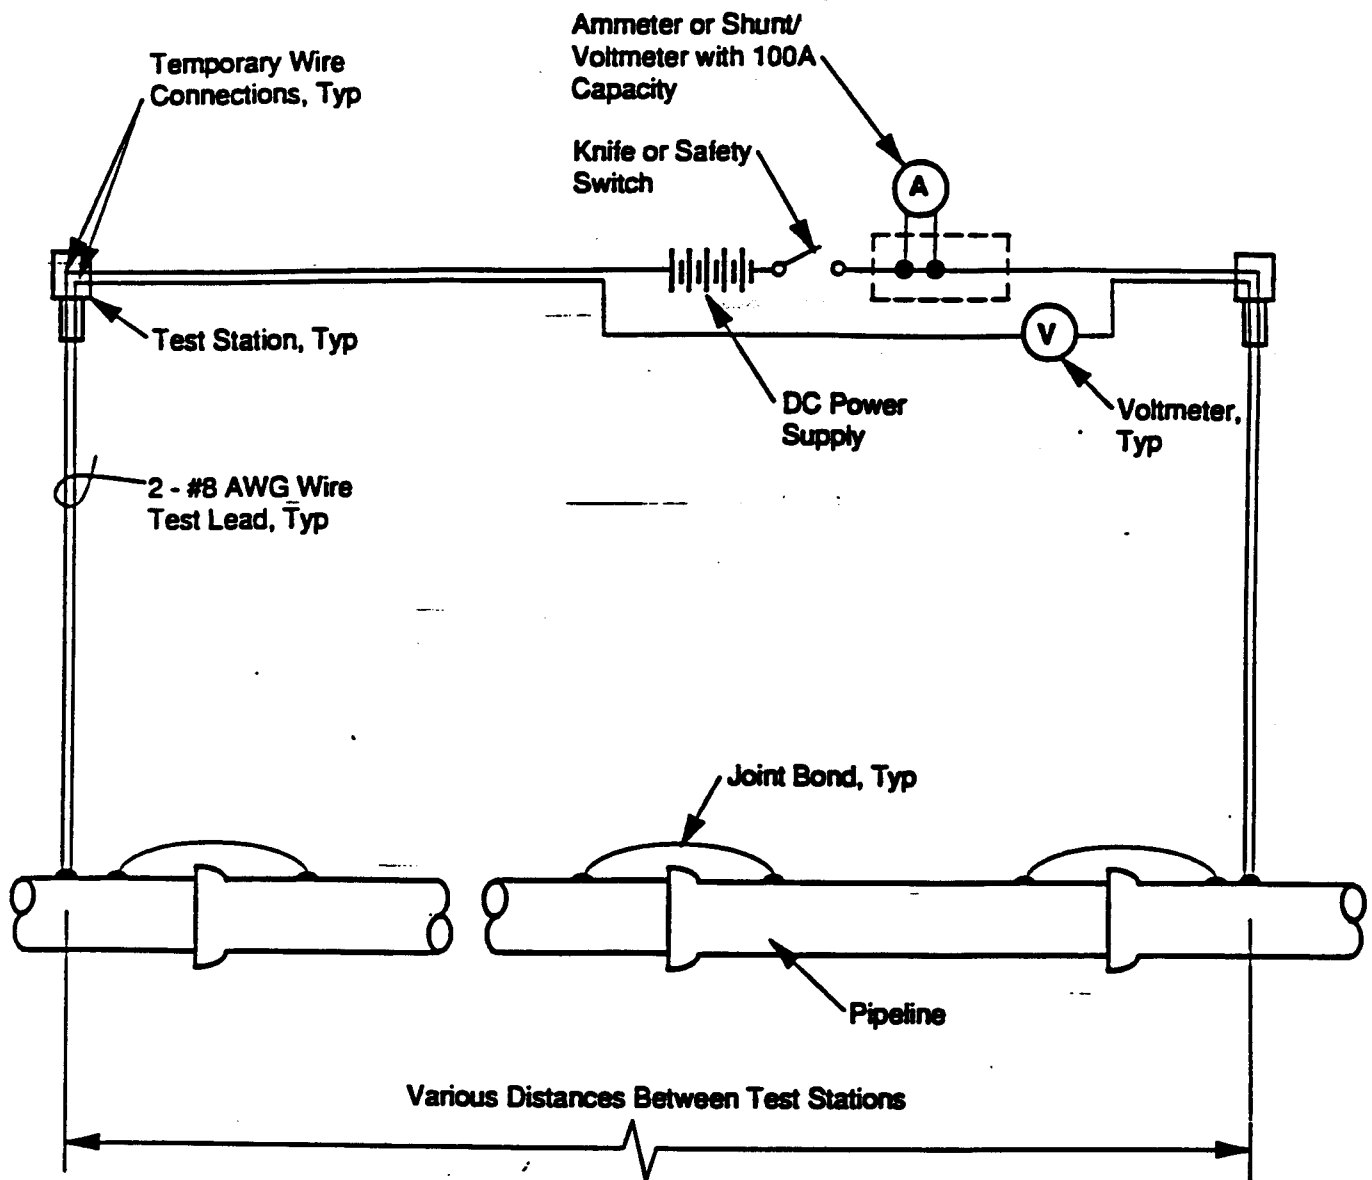 Ammeter or Shunt/
Voltmeter with 100A
Capacity
Temporary Wire
Connections, Typ
Knife or Safety
Switch
A
Test Station, Typ
V
DC Power
Supply
Voltmeter,
Typ
2 - #8 AWG Wire
Test Lead, Typ
Joint Bond, Typ
Pipeline
Various Distances Between Test Stations